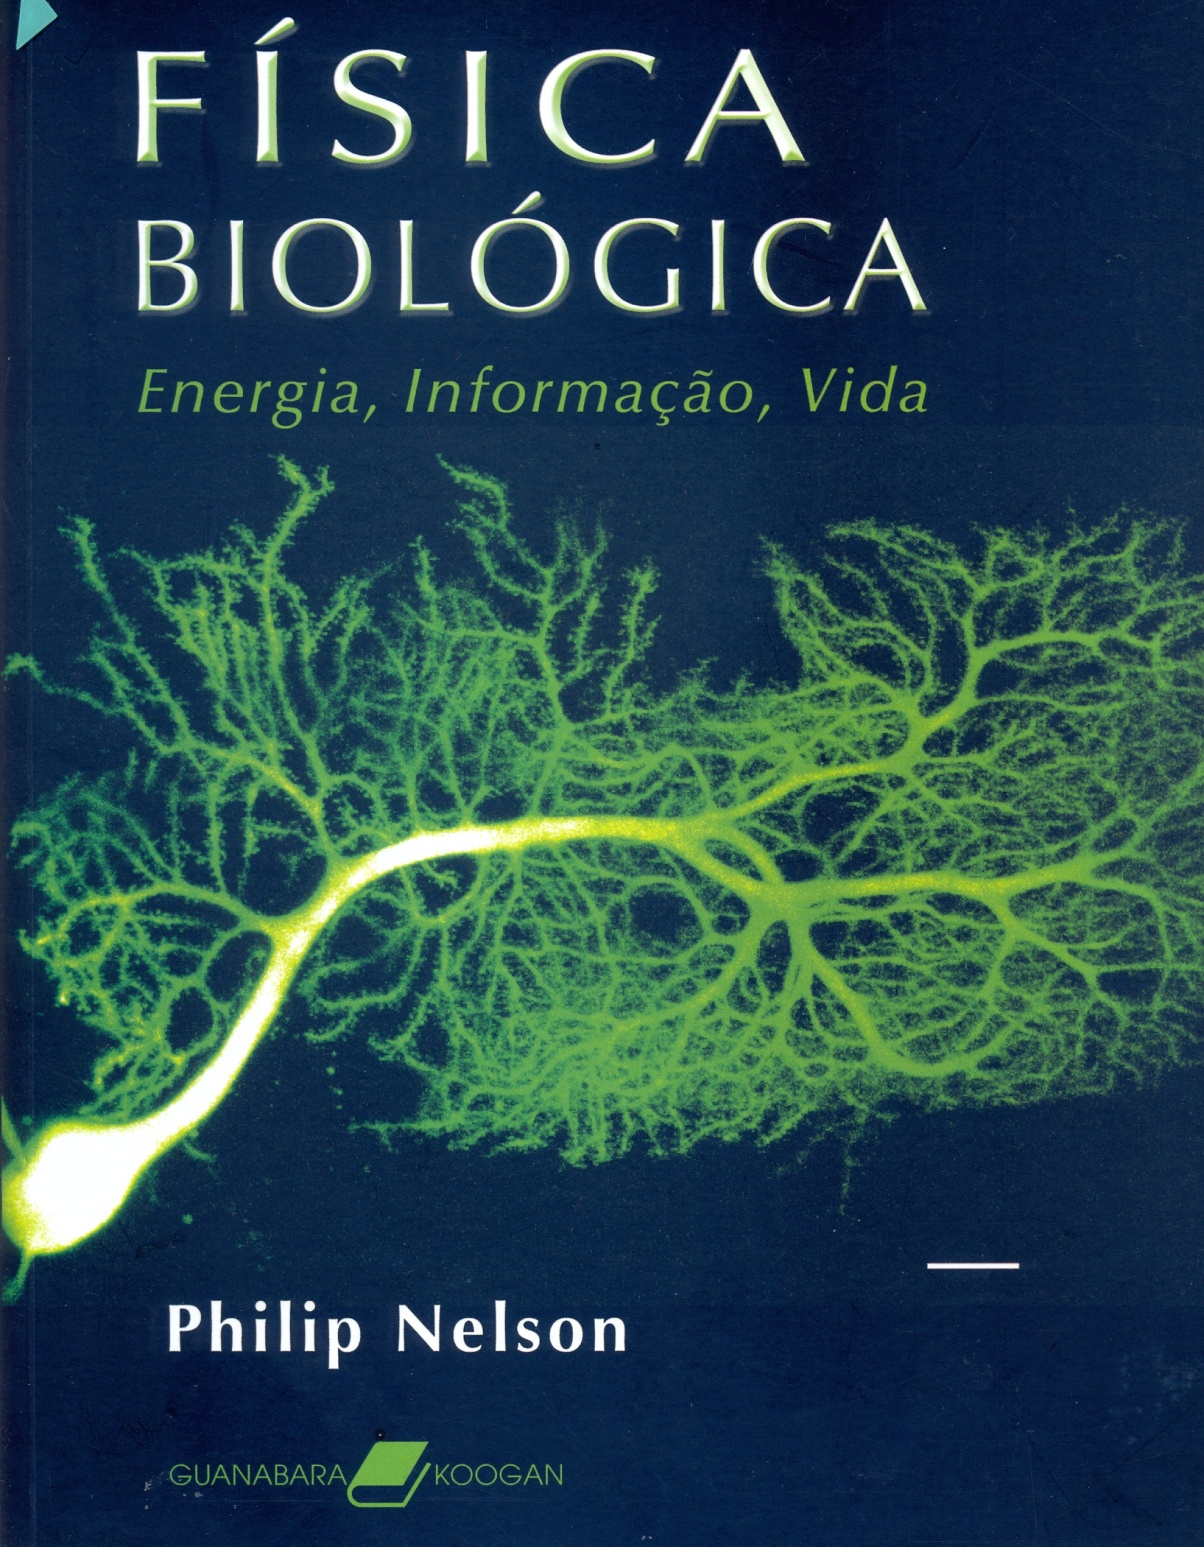 FÍSICA
BIOLÓGICA
Energia, Informação, Vida
Philip Nelson
GUANABARA KOOGAN